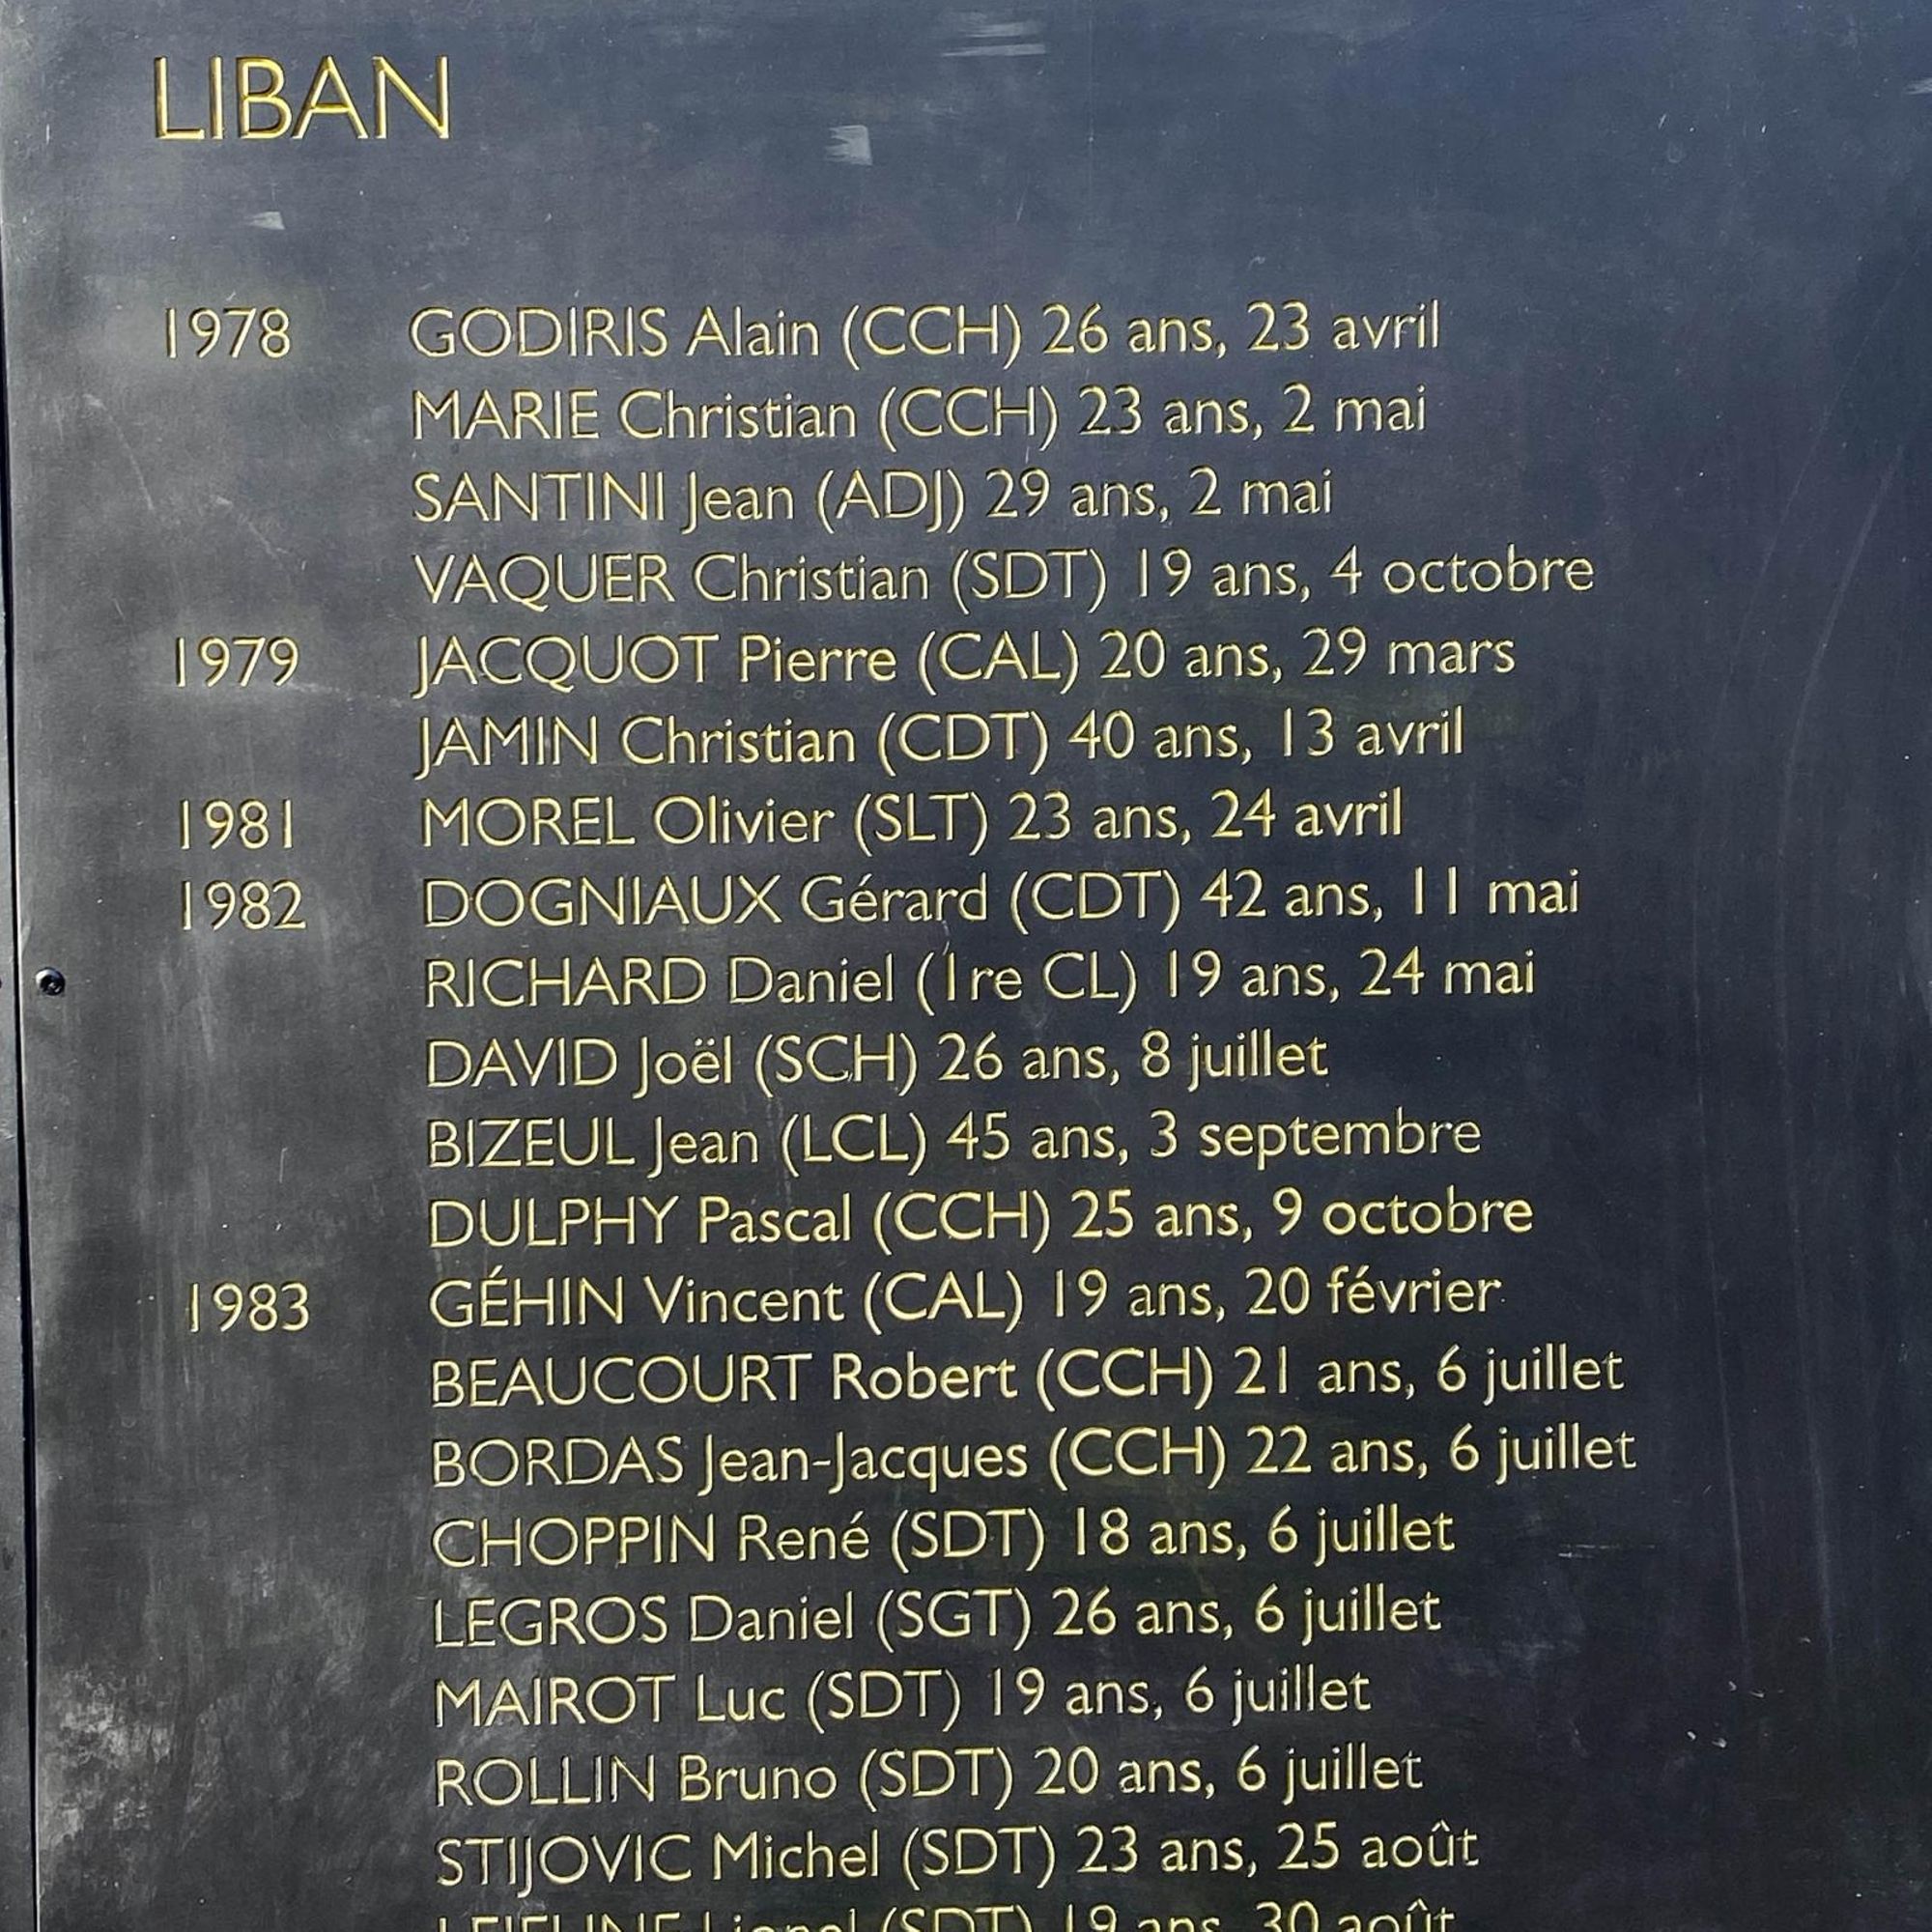 LIBAN
1978 GODIRIS Alain (CCH) 26 ans, 23 avril
MARIE Christian (CCH) 23 ans, 2 mai
SANTINI Jean (ADJ) 29 ans, 2 mai
VAQUER Christian (SDT) 19 ans, 4 octobre
1979 JACQUOT Pierre (CAL) 20 ans, 29 mars
JAMIN Christian (CDT) 40 ans, 13 avril
1981 MOREL Olivier (SLT) 23 ans, 24 avril
1982 DOGNIAUX Gérard (CDT) 42 ans, 11 mai
RICHARD Daniel (1re CL) 19 ans, 24 mai
DAVID Joël (SCH) 26 ans, 8 juillet
BIZEUL Jean (LCL) 45 ans, 3 septembre
DULPHY Pascal (CCH) 25 ans, 9 octobre
1983 GÉHIN Vincent (CAL) 19 ans, 20 février
BEAUCOURT Robert (CCH) 21 ans, 6 juillet
BORDAS Jean-Jacques (CCH) 22 ans, 6 juillet
CHOPPIN René (SDT) 18 ans, 6 juillet
LEGROS Daniel (SGT) 26 ans, 6 juillet
MAIROT Luc (SDT) 19 ans, 6 juillet
ROLLIN Bruno (SDT) 20 ans, 6 juillet
STIJOVIC Michel (SDT) 23 ans, 25 août
LEJEUNE Lionel (SDT) 19 ans, 30 août